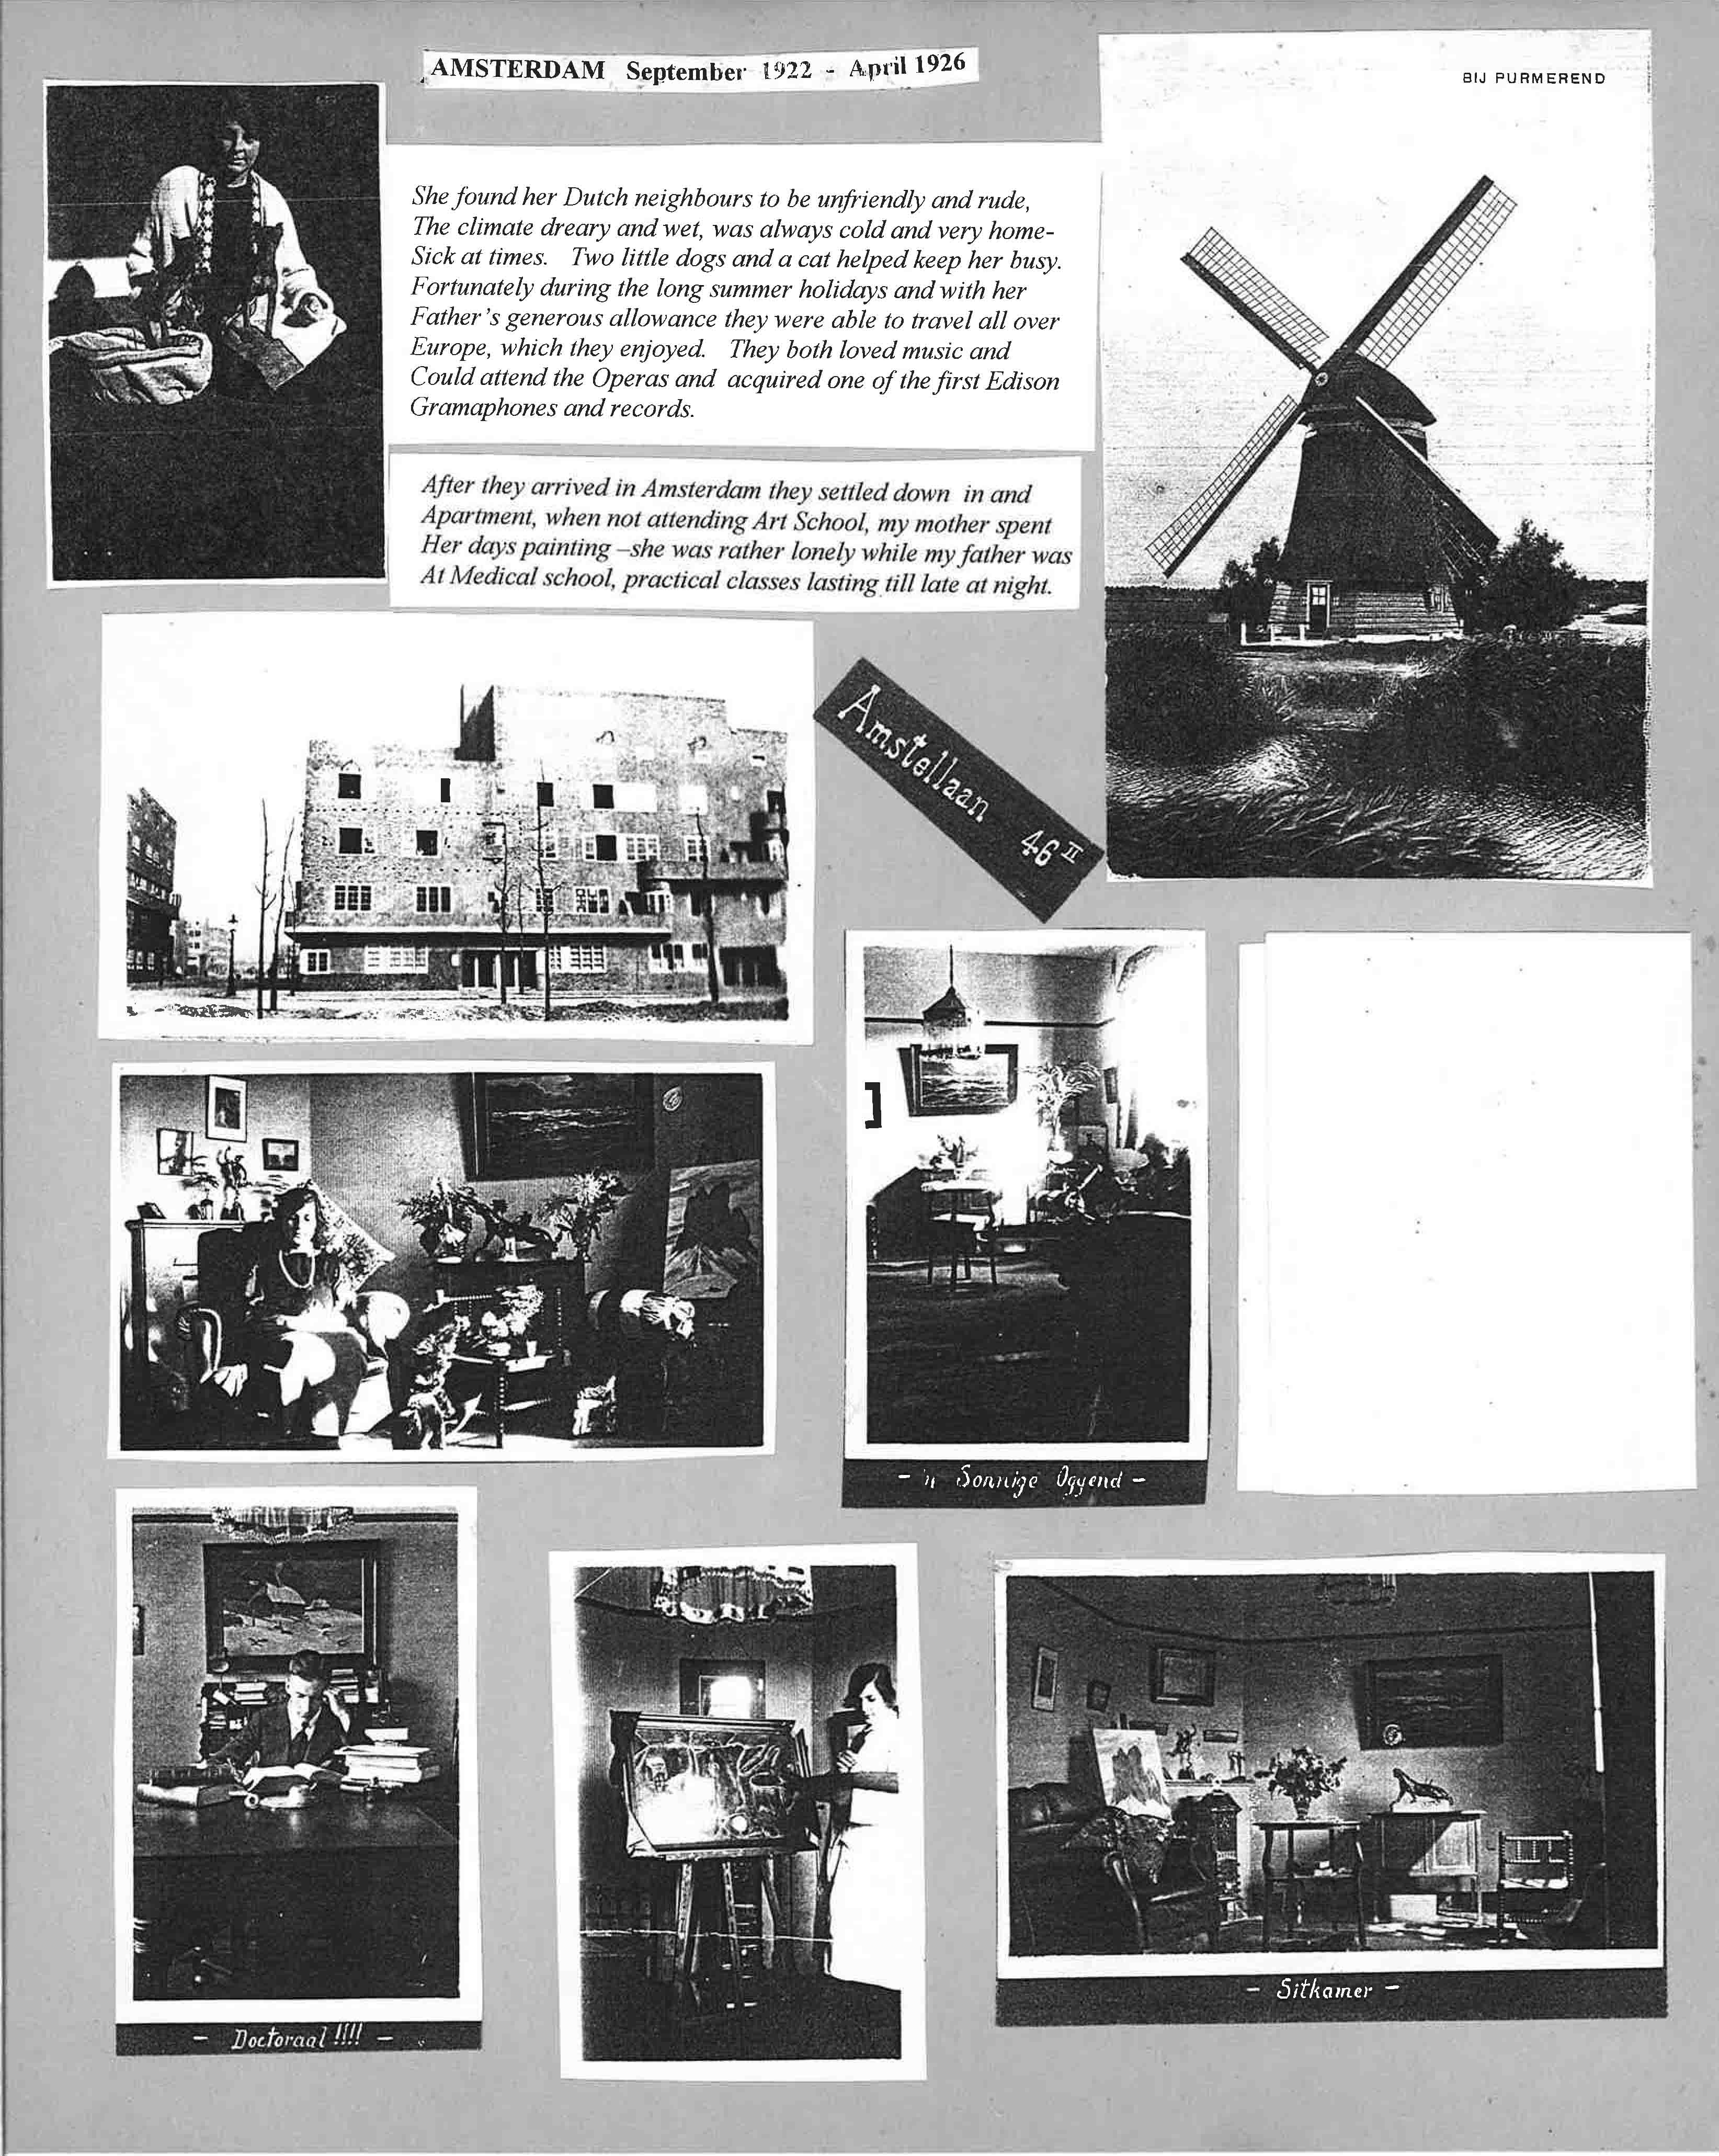 AMSTERDAM September 1922 - April 1926
BIJ PURMEREND
She found her Dutch neighbours to be unfriendly and rude,
The climate dreary and wet, was always cold and very home-
Sick at times. Two little dogs and a cat helped keep her busy.
Fortunately during the long summer holidays and with her
Father's generous allowance they were able to travel all over
Europe, which they enjoyed. They both loved music and
Could attend the Operas and acquired one of the first Edison
Gramaphones and records.
After they arrived in Amsterdam they settled down in and
Apartment, when not attending Art School, my mother spent
Her days painting –she was rather lonely while my father was
At Medical school, practical classes lasting till late at night.
Amstellaan 46 II
- 'n Sonnige Oggend -
- Doctoraal !!!! -
- Sitkamer -